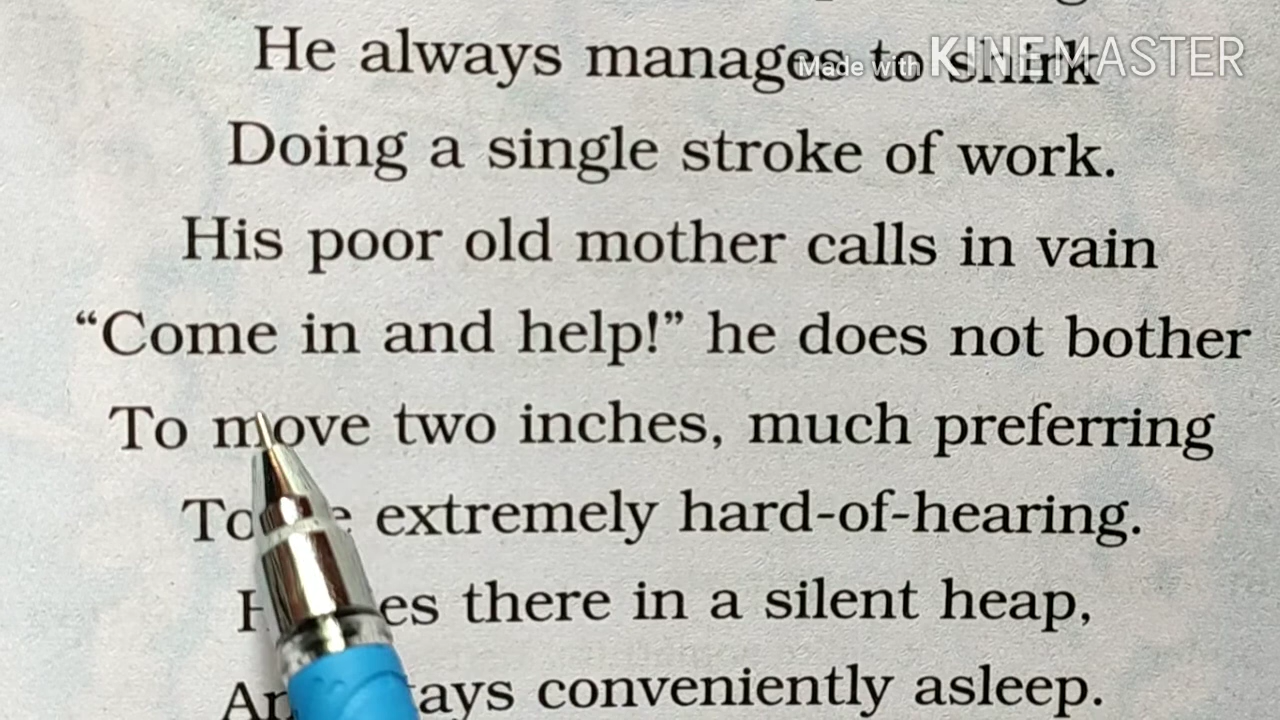 He always manages to shirk
Made with KINEMASTER
Doing a single stroke of work.
His poor old mother calls in vain
“Come in and help!” he does not bother
To move two inches, much preferring
To extremely hard-of-hearing.
there in a silent heap,
conveniently asleep.